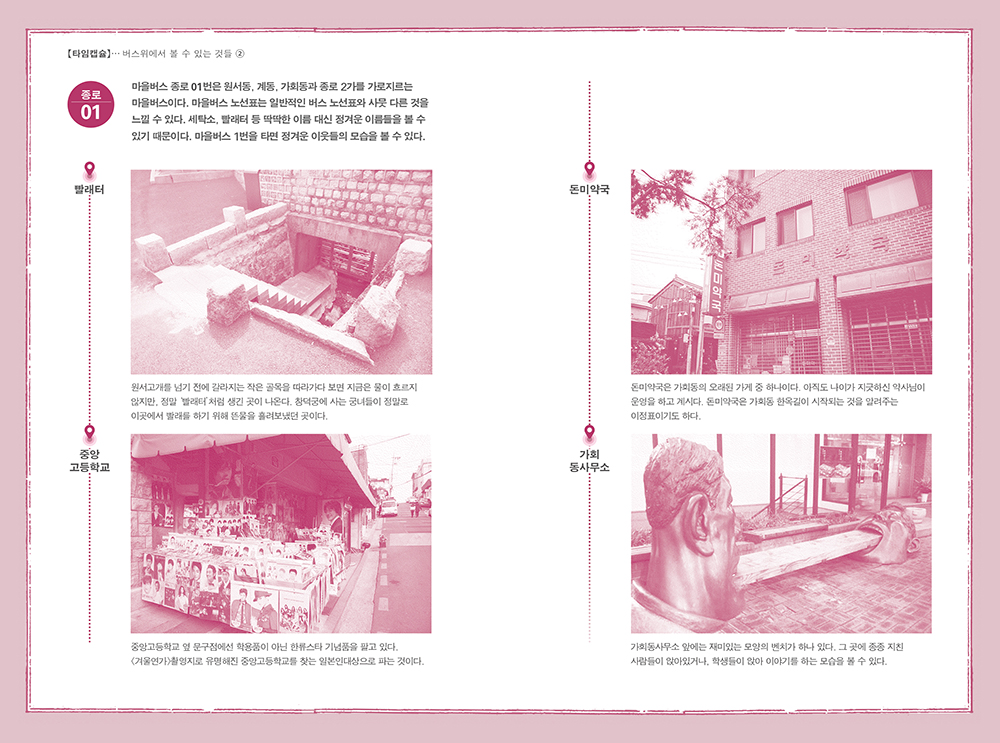 【타임캡슐】… 버스위에서 볼 수 있는 것들 ②
종로
01
마을버스 종로 01번은 원서동, 계동, 가회동과 종로 2가를 가로지르는
마을버스이다. 마을버스 노선표는 일반적인 버스 노선표와 사뭇 다른 것을
느낄 수 있다. 세탁소, 빨래터 등 딱딱한 이름 대신 정겨운 이름들을 볼 수
있기 때문이다. 마을버스 1번을 타면 정겨운 이웃들의 모습을 볼 수 있다.
빨래터
원서고개를 넘기 전에 갈라지는 작은 골목을 따라가다 보면 지금은 물이 흐르지
않지만, 정말 '빨래터'처럼 생긴 곳이 나온다. 창덕궁에 사는 궁녀들이 정말로
이곳에서 빨래를 하기 위해 뜬물을 흘려보냈던 곳이다.
중앙
고등학교
중앙고등학교 옆 문구점에선 학용품이 아닌 한류스타 기념품을 팔고 있다.
<겨울연가>촬영지로 유명해진 중앙고등학교를 찾는 일본인대상으로 파는 것이다.
돈미약국
돈미약국
돈미약국
돈미약국은 가회동의 오래된 가게 중 하나이다. 아직도 나이가 지긋하신 약사님이
운영을 하고 계시다. 돈미약국은 가회동 한옥길이 시작되는 것을 알려주는
이정표이기도 하다.
가회
동사무소
가회동사무소 앞에는 재미있는 모양의 벤치가 하나 있다. 그 곳에 종종 지친
사람들이 앉아있거나, 학생들이 앉아 이야기를 하는 모습을 볼 수 있다.